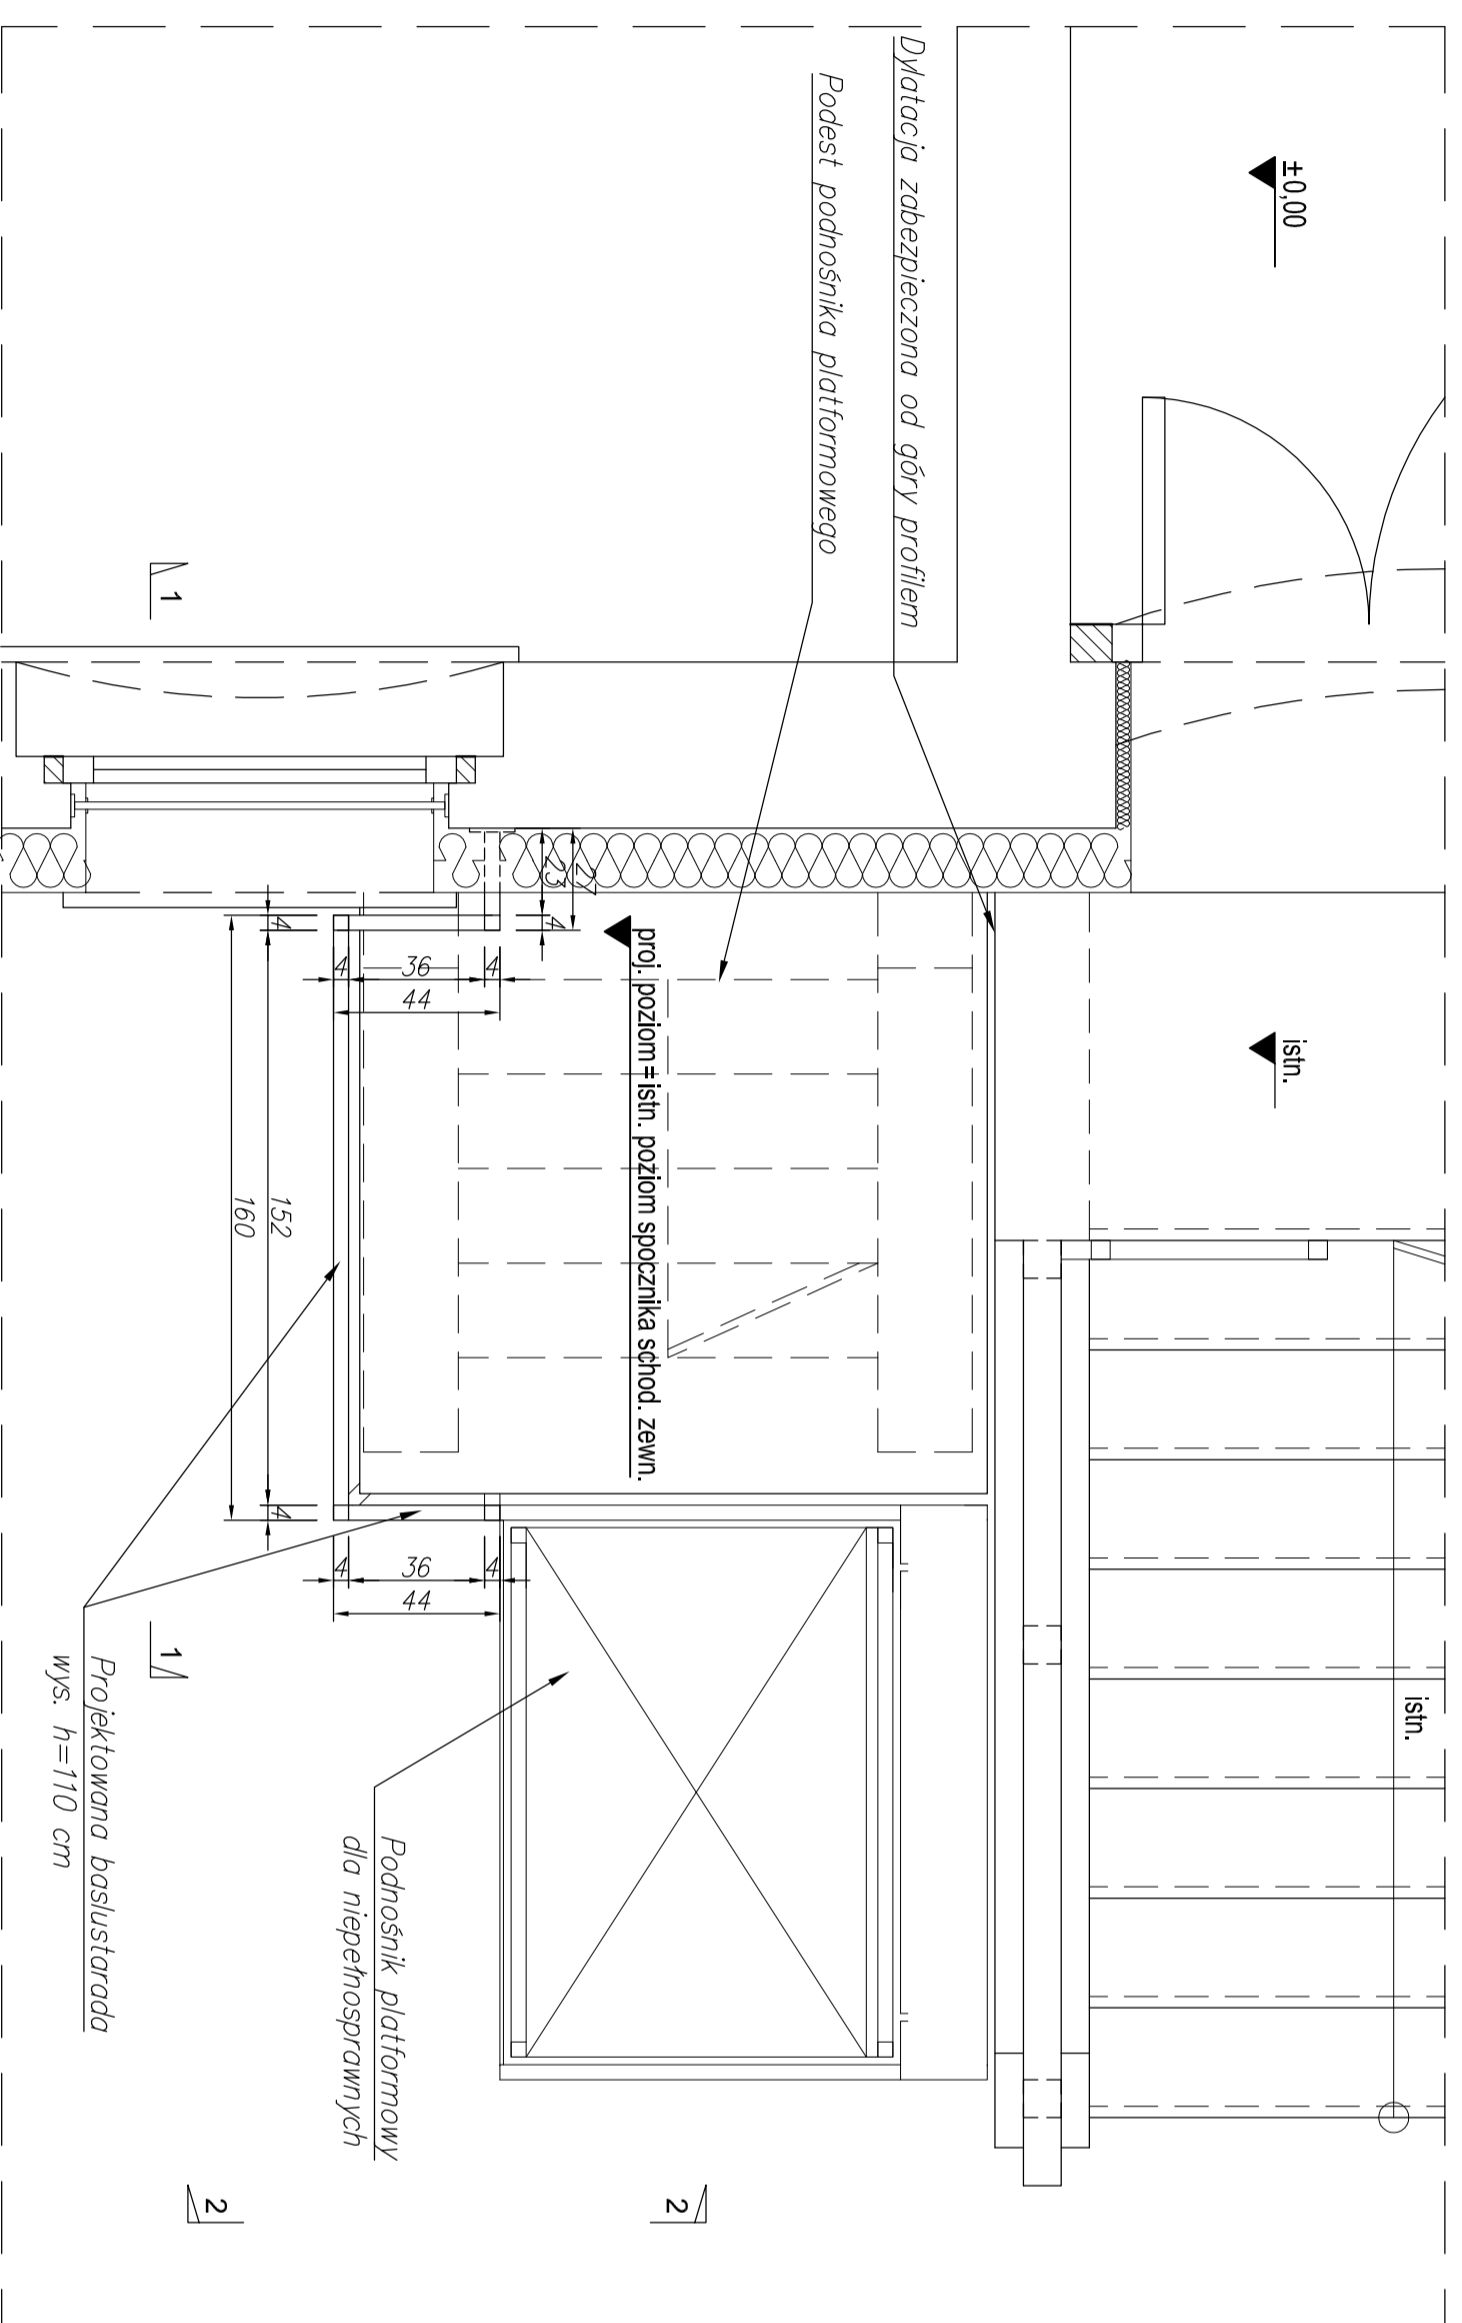 istn.
±0,00
istn.
Dylatacja zabezpieczona od góry profilem
Podest podnośnika platformowego
2
proj. poziom = istn. poziom spocznika schod. zewn.
27
23
4
4
36
4
44
4
36
4
44
Podnośnik platformowy
dla niepełnosprawnych
4
152
4
160
2
1
1
Projektowana baslustarada
wys. h=110 cm